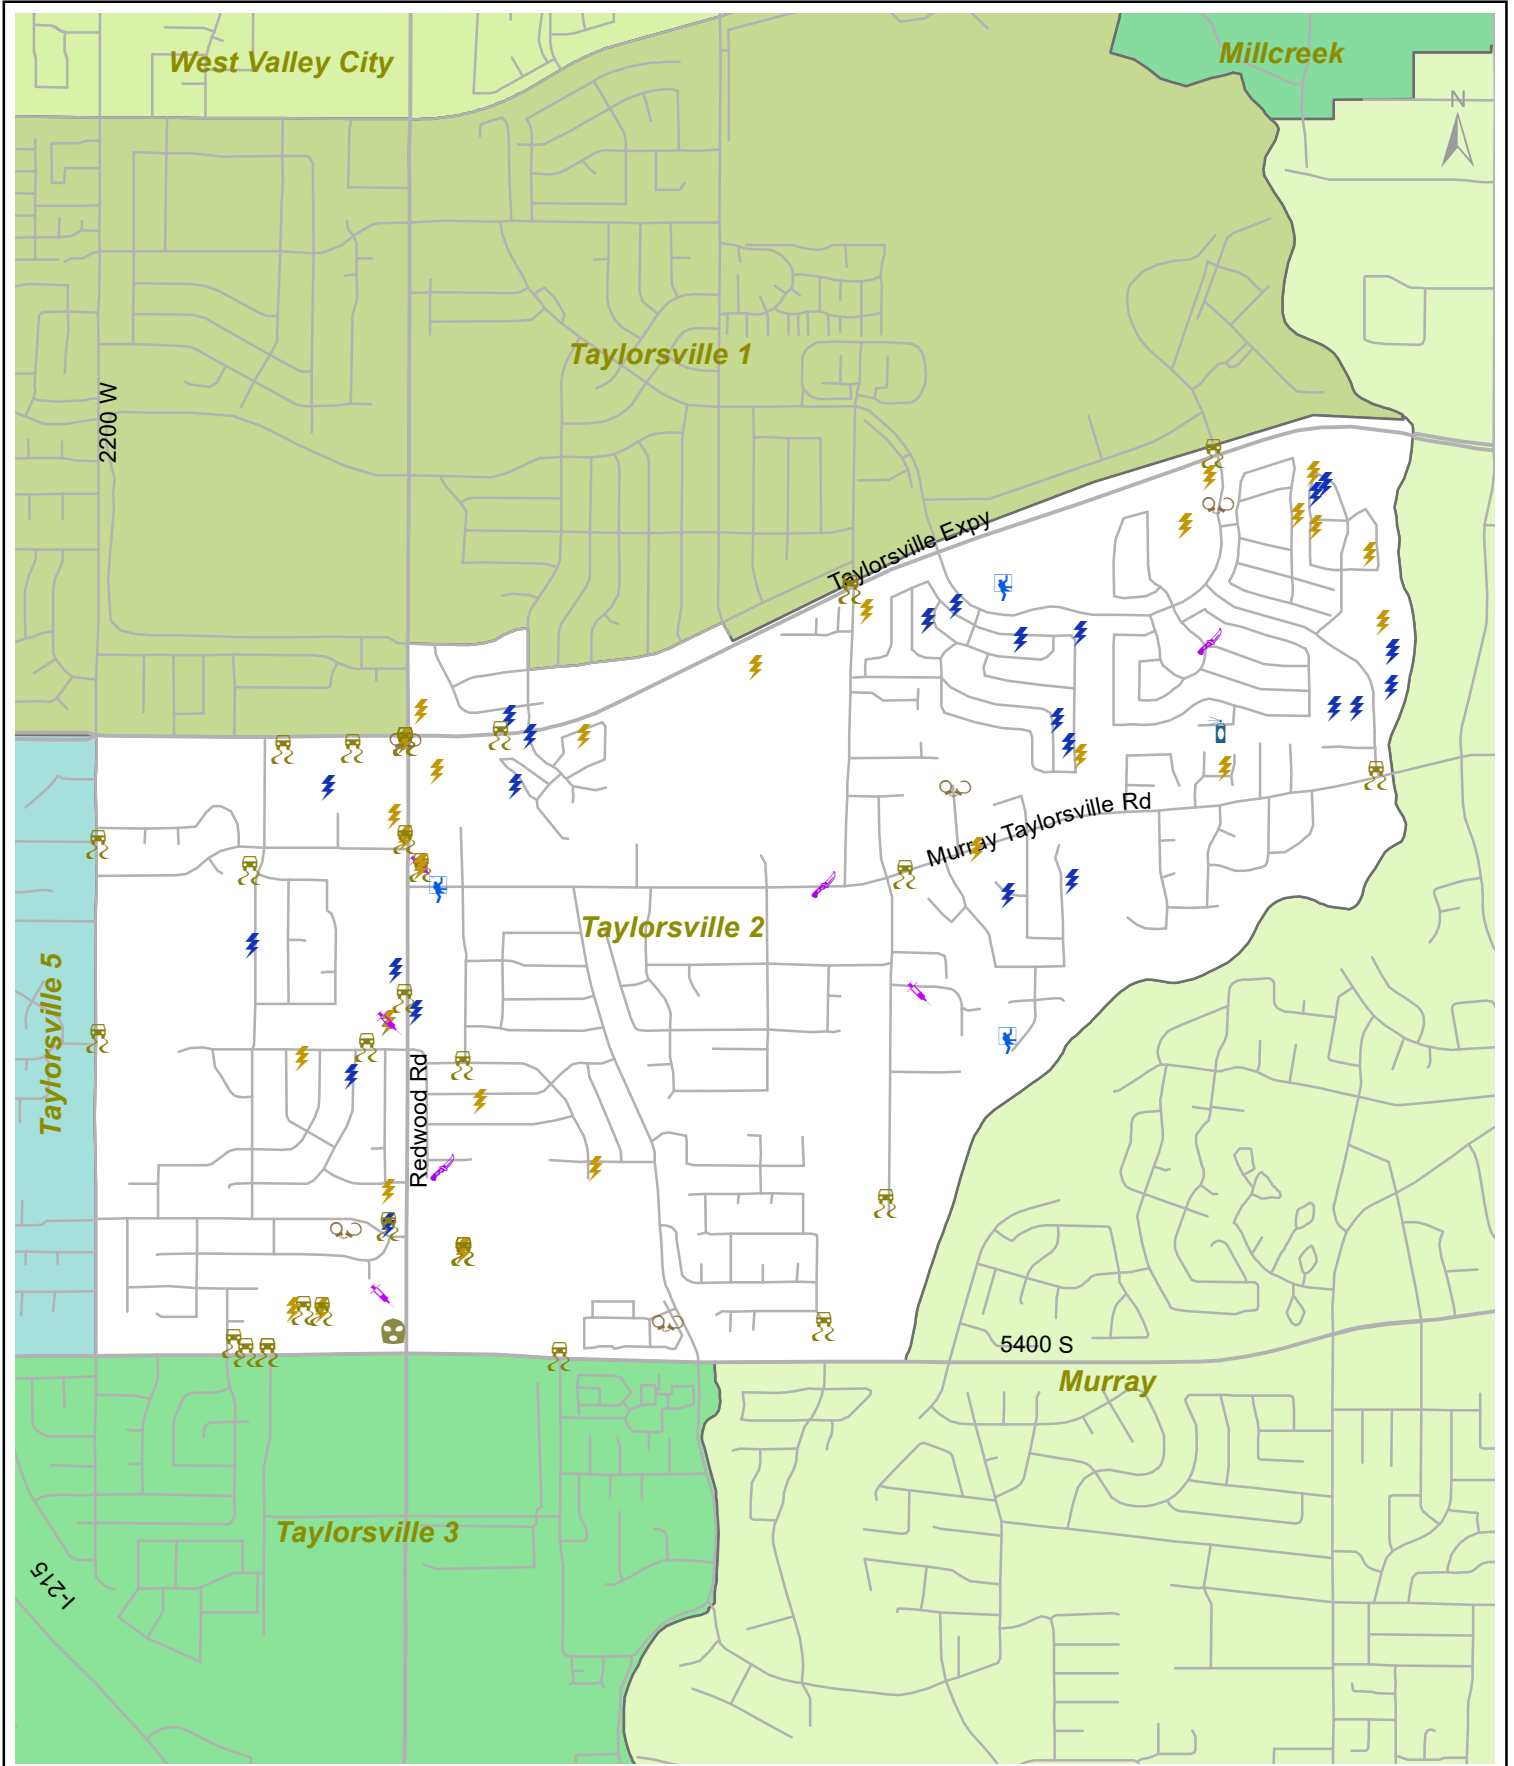 West Valley City
Millcreek
N
Taylorsville 1
2200 W
Taylorsville Expy
Murray Taylorsville Rd
Taylorsville 2
Taylorsville 5
Redwood Rd
5400 S
Murray
Taylorsville 3
I-215